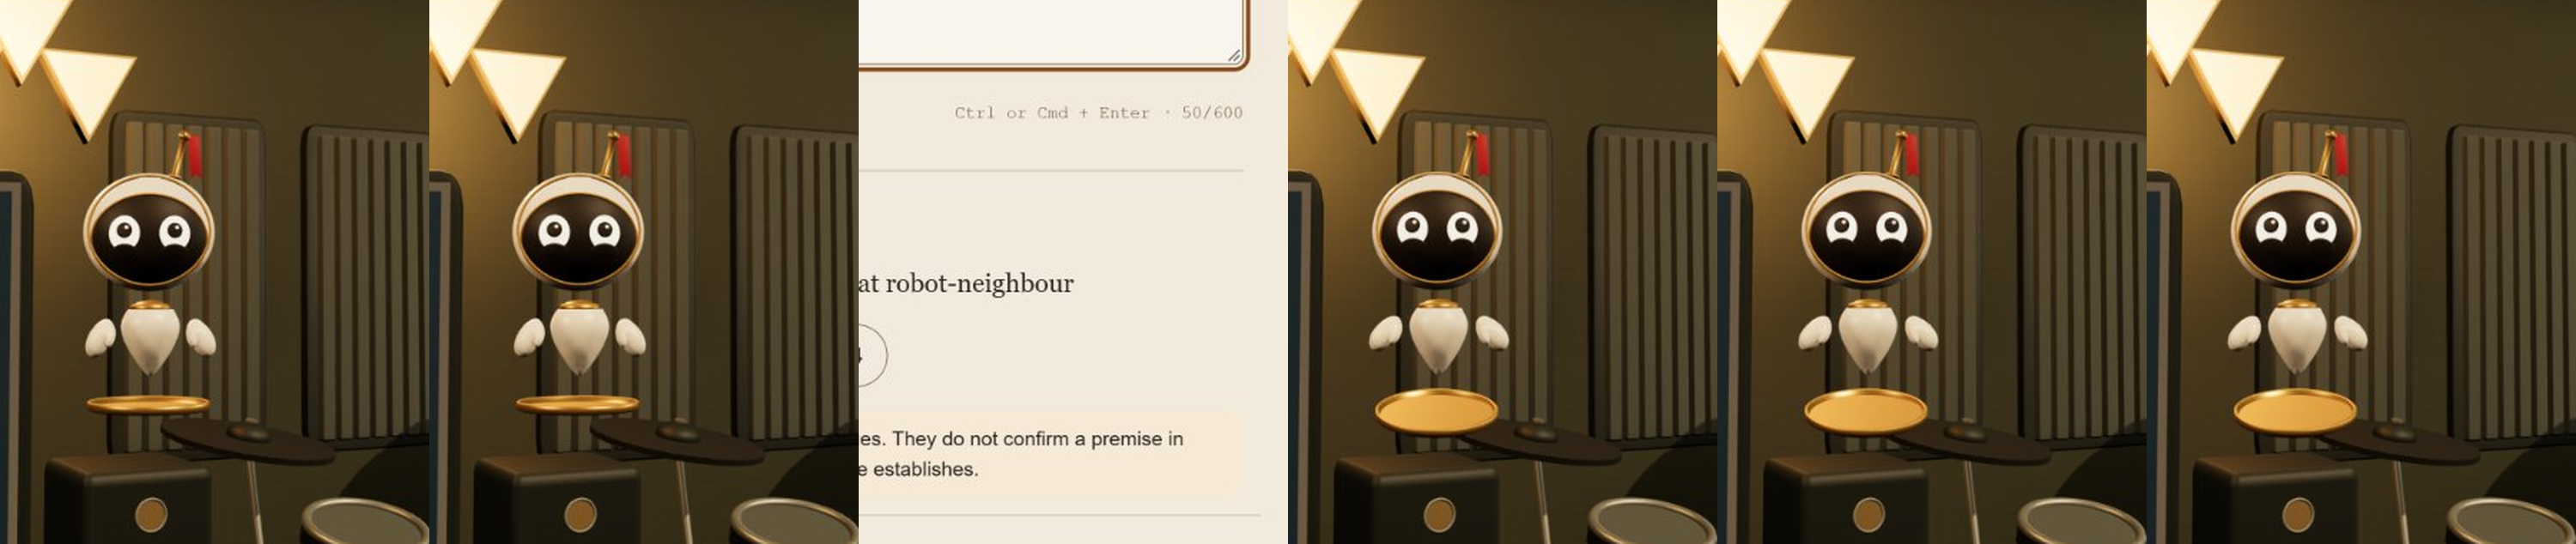 Ctrl or Cmd + Enter · 50/600
at robot-neighbour
es. They do not confirm a premise in
e establishes.